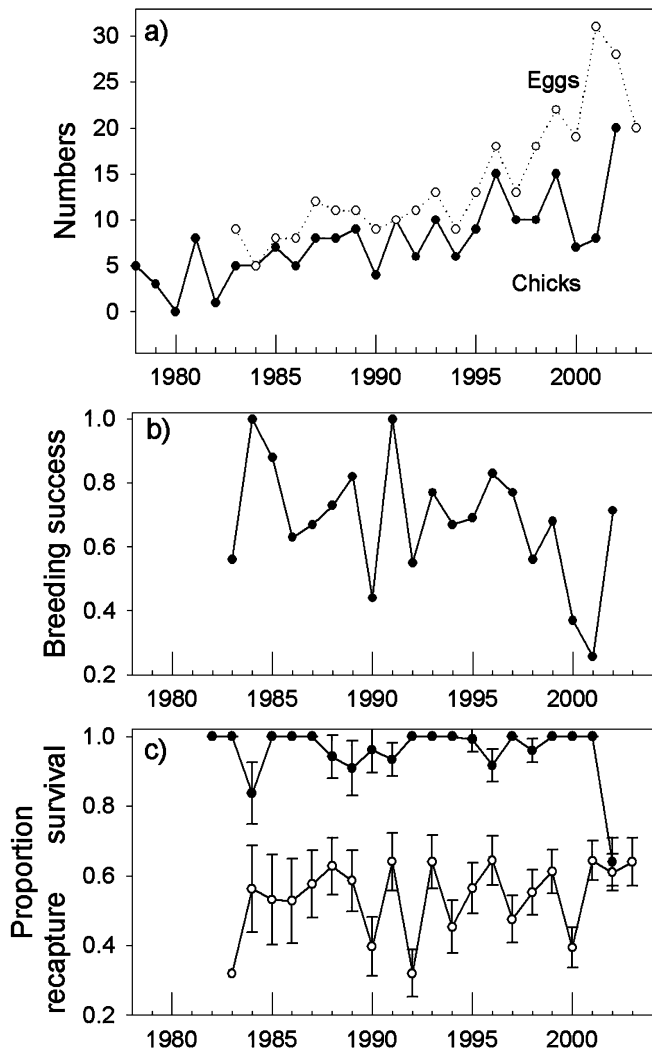 a)
30
25
20
15
10
5
0
Numbers
Eggs
Chicks
1980 1985 1990 1995 2000
b)
1.0
0.8
0.6
0.4
0.2
Breeding success
1980 1985 1990 1995 2000
c)
1.0
0.8
0.6
0.4
0.2
Proportion
recapture survival
1980 1985 1990 1995 2000